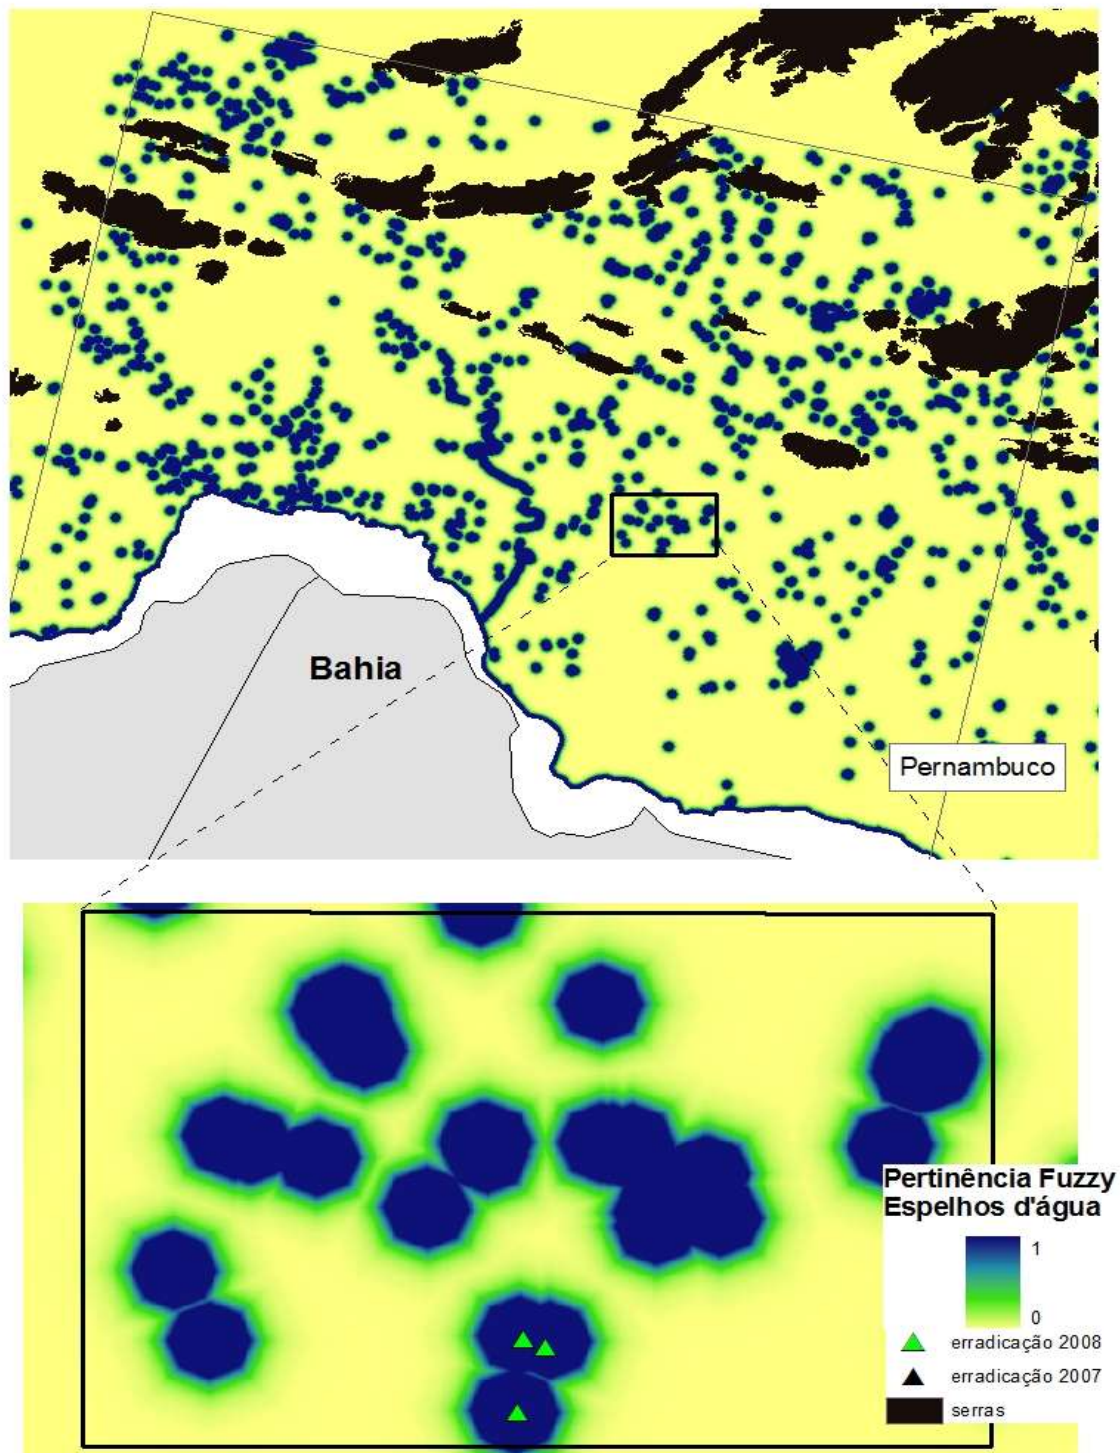 Bahia
Pernambuco
Pertinência Fuzzy
Espelhos d'água
1
0
erradicação 2008
erradicação 2007
serras